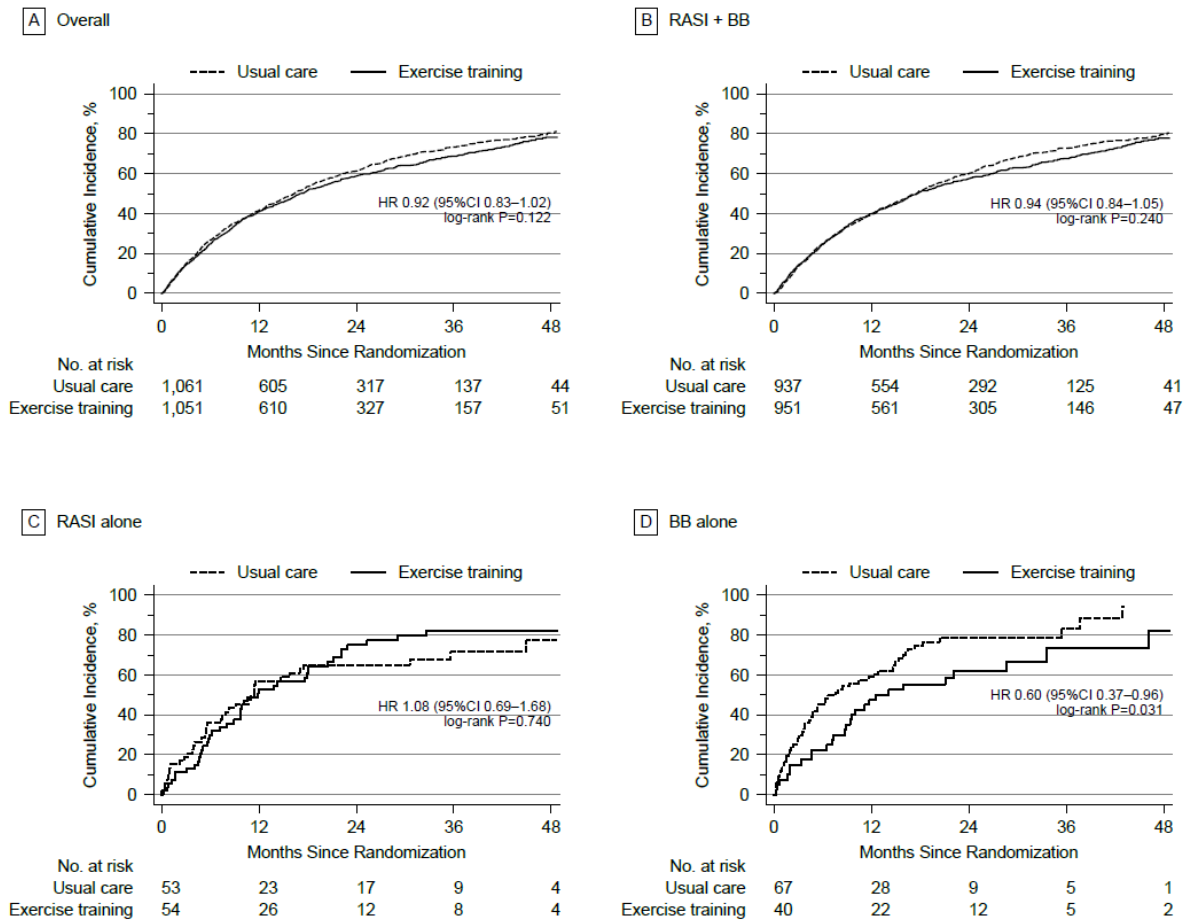 A Overall
Usual care Exercise training
100
80
60
40
20
0
Cumulative Incidence, %
HR 0.92 (95%CI 0.83–1.02)
log-rank P=0.122
0 12 24 36 48
Months Since Randomization
No. at risk
Usual care 1,061 605 317 137 44
Exercise training 1,051 610 327 157 51
B RASI + BB
Usual care Exercise training
100
80
60
40
20
0
Cumulative Incidence, %
HR 0.94 (95%CI 0.84–1.05)
log-rank P=0.240
0 12 24 36 48
Months Since Randomization
No. at risk
Usual care 937 554 292 125 41
Exercise training 951 561 305 146 47
C RASI alone
Usual care Exercise training
100
80
60
40
20
0
Cumulative Incidence, %
HR 1.08 (95%CI 0.69–1.68)
log-rank P=0.740
0 12 24 36 48
Months Since Randomization
No. at risk
Usual care 53 23 17 9 4
Exercise training 54 26 12 8 4
D BB alone
Usual care Exercise training
100
80
60
40
20
0
Cumulative Incidence, %
HR 0.60 (95%CI 0.37–0.96)
log-rank P=0.031
0 12 24 36 48
Months Since Randomization
No. at risk
Usual care 67 28 9 5 1
Exercise training 40 22 12 5 2